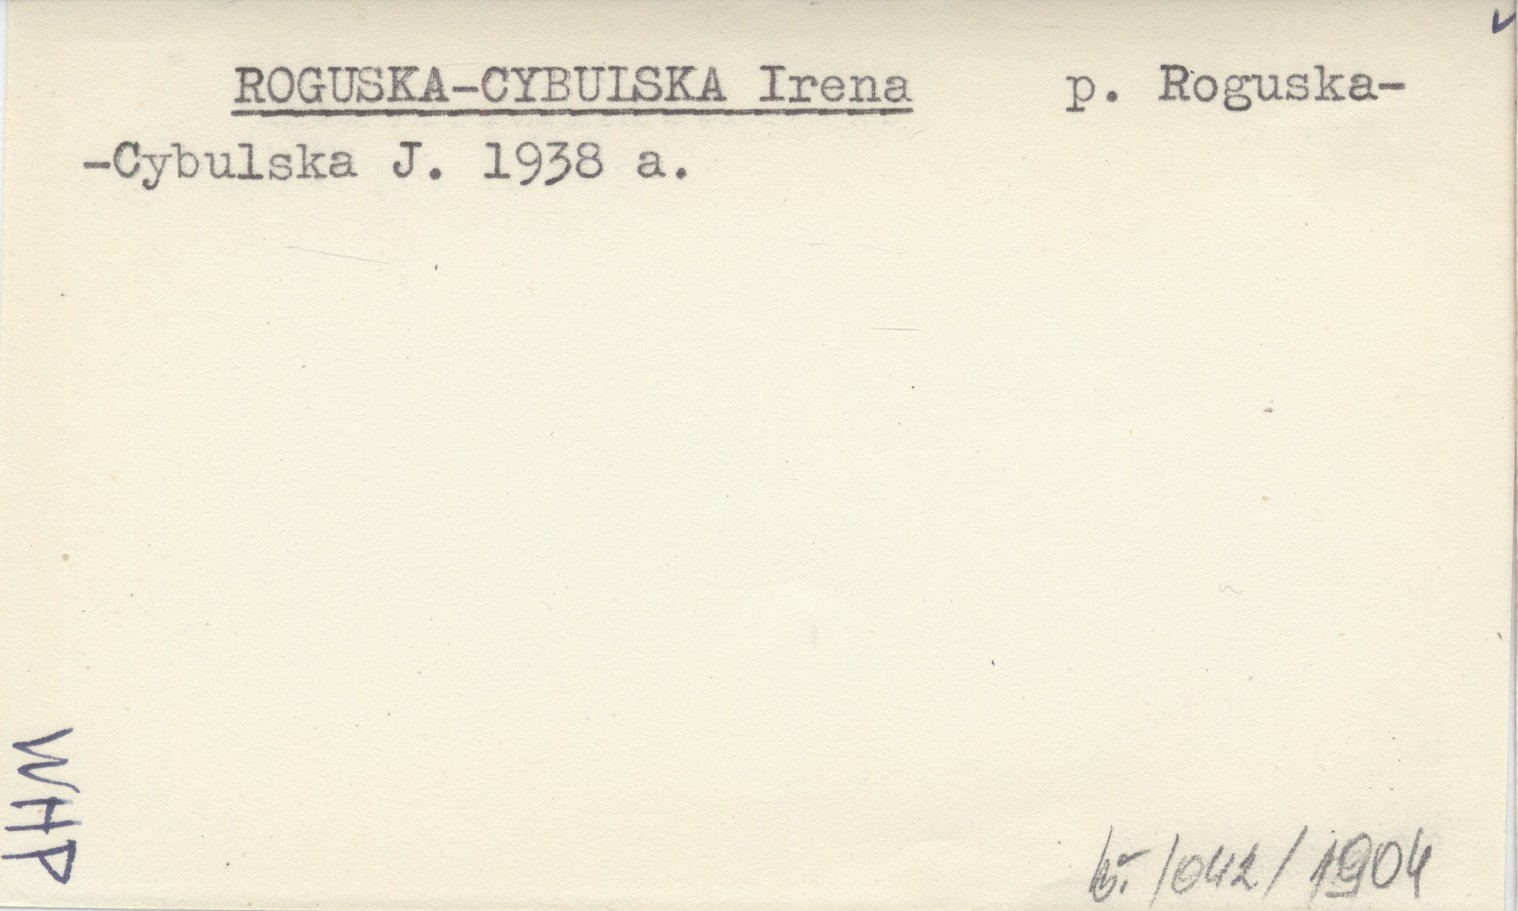 ROGUSKA-CYBULSKA Irena p. Roguska-
-Cybulska J. 1938 a.
WHP
/042/1904